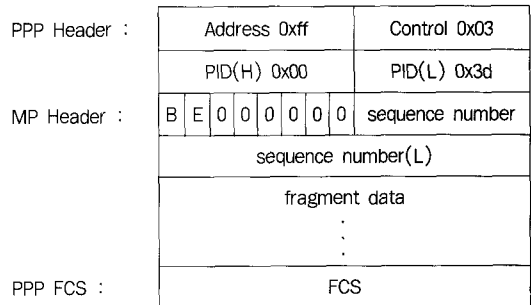 PPP Header : Address 0xff Control 0x03
PID(H) 0x00 PID(L) 0x3d
MP Header : B E 0 0 0 0 0 0 sequence number
sequence number(L)
fragment data
.
.
.
PPP FCS : FCS